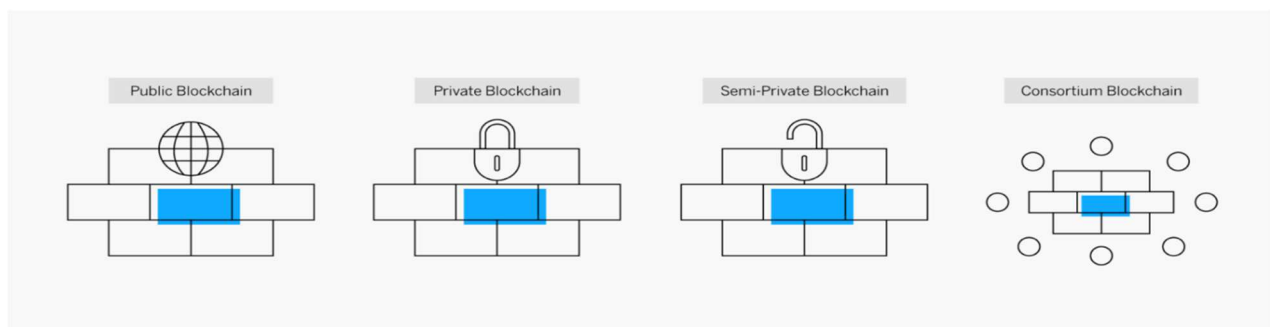 Public Blockchain
Private Blockchain
Semi-Private Blockchain
Consortium Blockchain